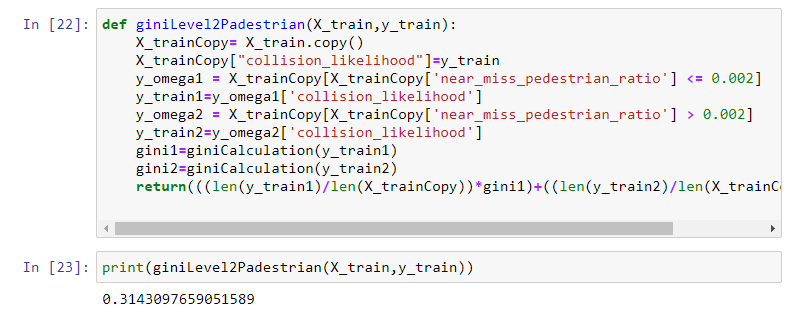 In [22]: def giniLevel2Padestrian(X_train,y_train):
X_trainCopy= X_train.copy()
X_trainCopy["collision_likelihood"]=y_train
y_omega1 = X_trainCopy[X_trainCopy['near_miss_pedestrian_ratio'] <= 0.002]
y_train1=y_omega1['collision_likelihood']
y_omega2 = X_trainCopy[X_trainCopy['near_miss_pedestrian_ratio'] > 0.002]
y_train2=y_omega2['collision_likelihood']
gini1=giniCalculation(y_train1)
gini2=giniCalculation(y_train2)
return(((len(y_train1)/len(X_trainCopy))*gini1)+((len(y_train2)/len(X_trainC
In [23]: print(giniLevel2Padestrian(X_train,y_train))
0.3143097659051589